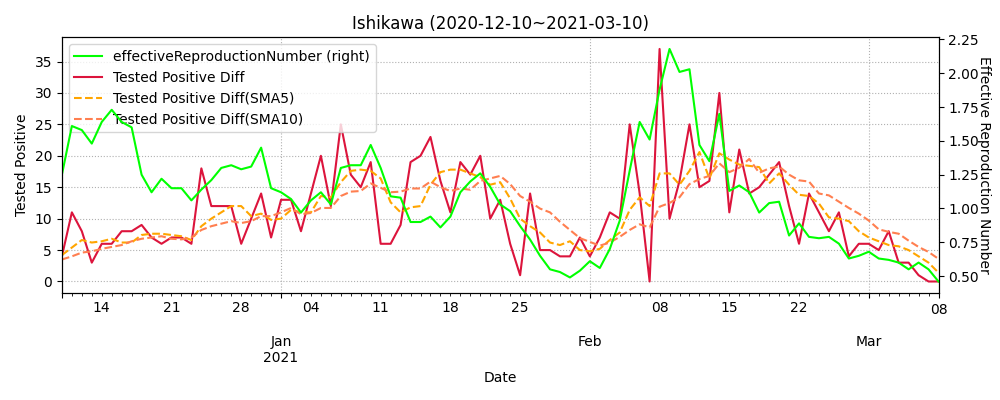 Ishikawa (2020-12-10~2021-03-10)
effectiveReproductionNumber (right)
Tested Positive Diff
Tested Positive Diff(SMA5)
Tested Positive Diff(SMA10)
Tested Positive
35
30
25
20
15
10
5
0
2.25
2.00
1.75
1.50
1.25
1.00
0.75
0.50
Effective Reproduction Number
14 21 28 04 11 18 25 08 15 22 08
Jan Feb Mar
2021
Date